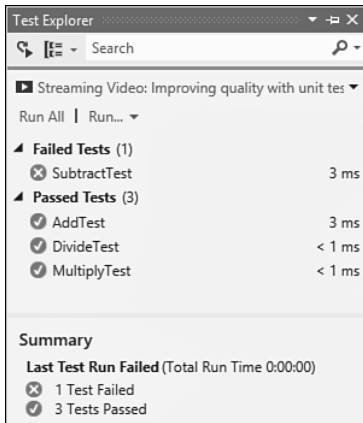 Test Explorer
Search
Streaming Video: Improving quality with unit tes
Run All | Run...
Failed Tests (1)
SubtractTest 3 ms
Passed Tests (3)
AddTest 3 ms
DivideTest < 1 ms
MultiplyTest < 1 ms
Summary
Last Test Run Failed (Total Run Time 0:00:00)
1 Test Failed
3 Tests Passed